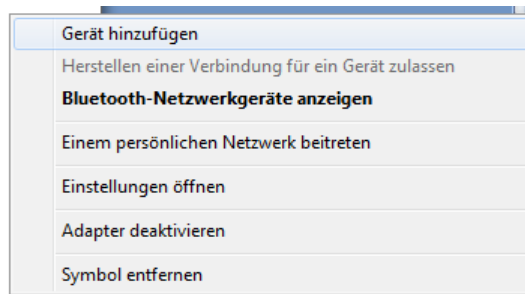 Gerät hinzufügen
Herstellen einer Verbindung für ein Gerät zulassen
Bluetooth-Netzwerkgeräte anzeigen
Einem persönlichen Netzwerk beitreten
Einstellungen öffnen
Adapter deaktivieren
Symbol entfernen